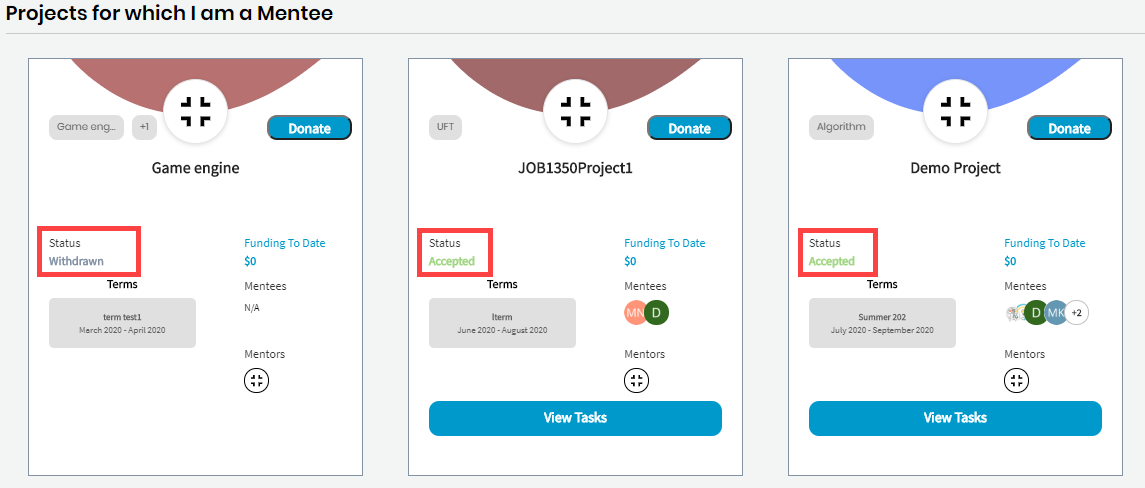 Projects for which I am a Mentee
Game eng...
+1
Donate
Game engine
Status
Withdrawn
Funding To Date
$0
Terms
term test1
March 2020 - April 2020
Mentees
N/A
Mentors
UFT
Donate
JOB1350Project1
Status
Accepted
Funding To Date
$0
Terms
Iterm
June 2020 - August 2020
Mentees
MN
D
Mentors
View Tasks
Algorithm
Donate
Demo Project
Status
Accepted
Funding To Date
$0
Terms
Summer 202
July 2020 - September 2020
Mentees
D
MK
+2
Mentors
View Tasks